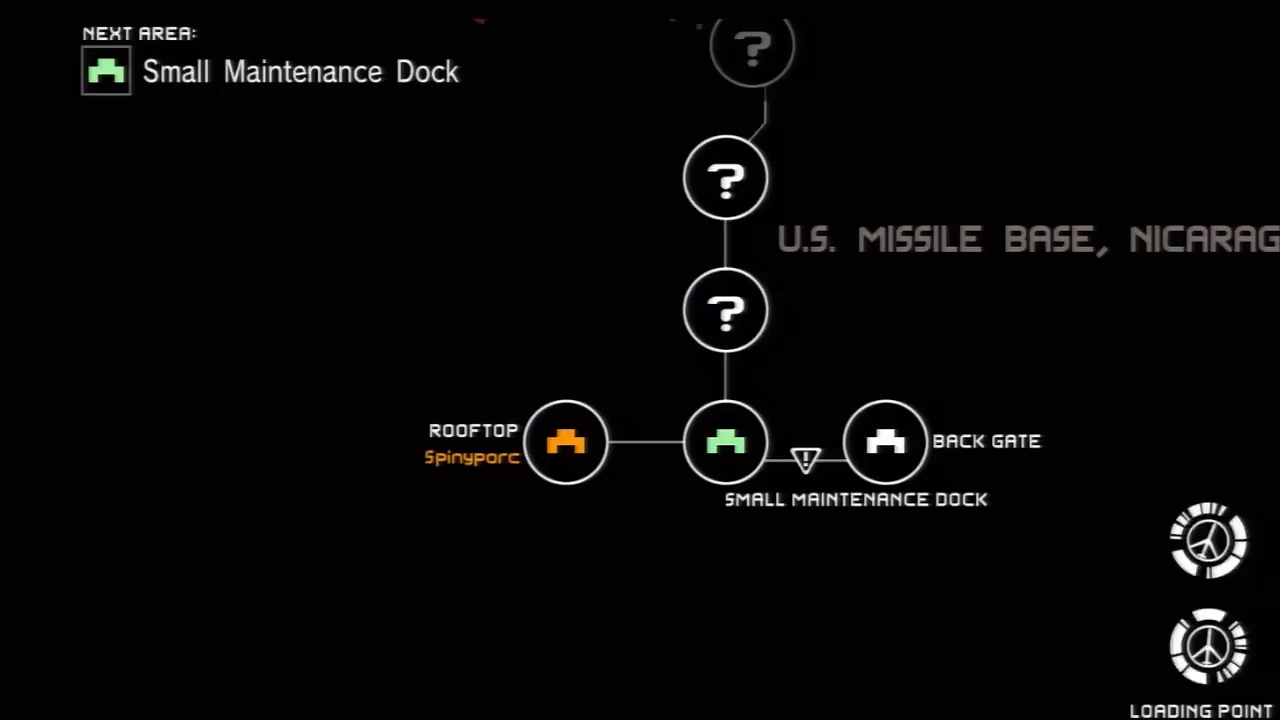 NEXT AREA:
Small Maintenance Dock
?
?
U.S. MISSILE BASE, NICARAG
?
ROOFTOP
Spinyporc
!
BACK GATE
SMALL MAINTENANCE DOCK
LOADING POINT